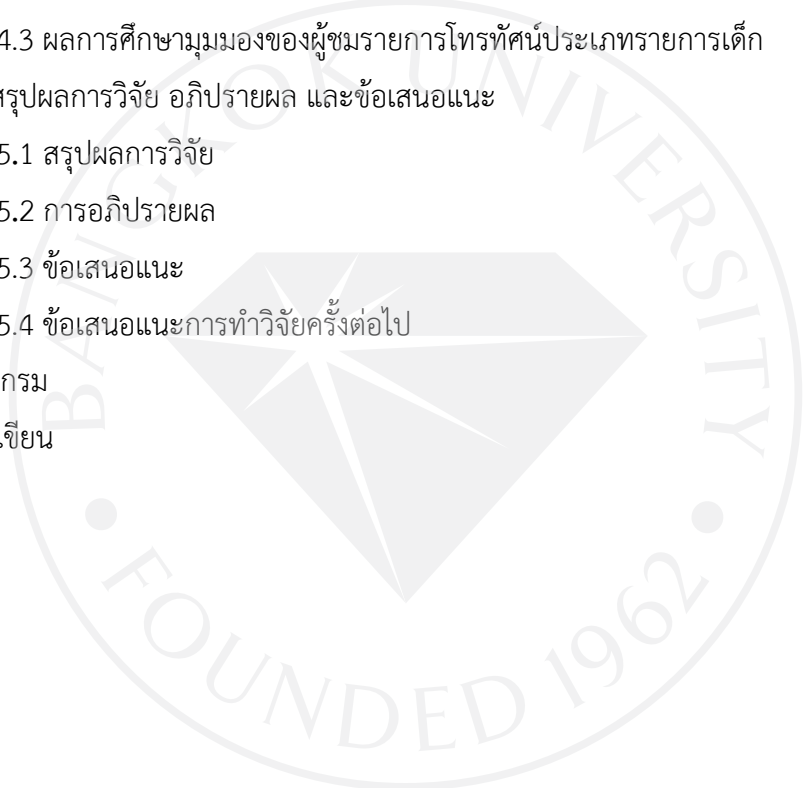 4.3 ผลการศึกษามุมมองของผู้ชมรายการโทรทัศน์ประเภทรายการเด็ก
สรุปผลการวิจัย อภิปรายผล และข้อเสนอแนะ
5.1 สรุปผลการวิจัย
5.2 การอภิปรายผล
5.3 ข้อเสนอแนะ
5.4 ข้อเสนอแนะการทำวิจัยครั้งต่อไป
กรม
เขียน
BANGKOK UNIVERSITY
FOUNDED 1962